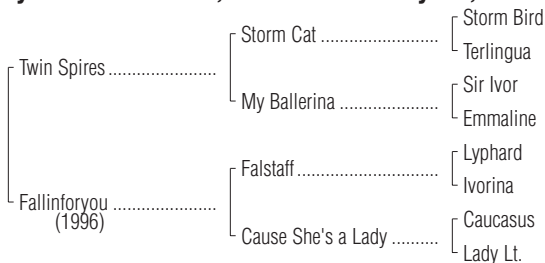 Storm Bird
Storm Cat ........................
Terlingua
Twin Spires ......................
Sir Ivor
My Ballerina ....................
Emmaline
Lyphard
Falstaff.............................
Ivorina
Fallinforyou .....................
(1996)
Caucasus
Cause She's a Lady ..........
Lady Lt.